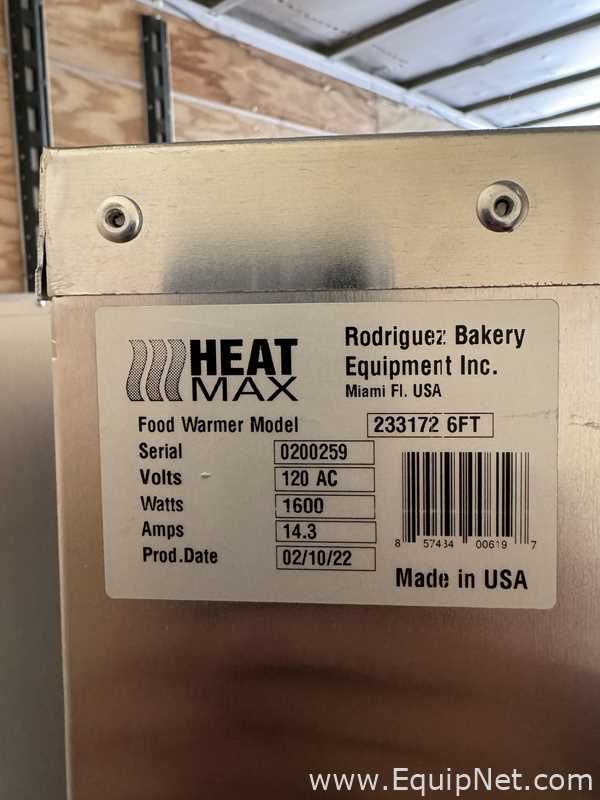 HEAT
MAX
Rodriguez Bakery
Equipment Inc.
Miami Fl. USA
Food Warmer Model 233172 6FT
Serial 0200259
Volts 120 AC
Watts 1600
Amps 14.3
Prod.Date 02/10/22
8 57484 00619 7
Made in USA
www.EquipNet.com